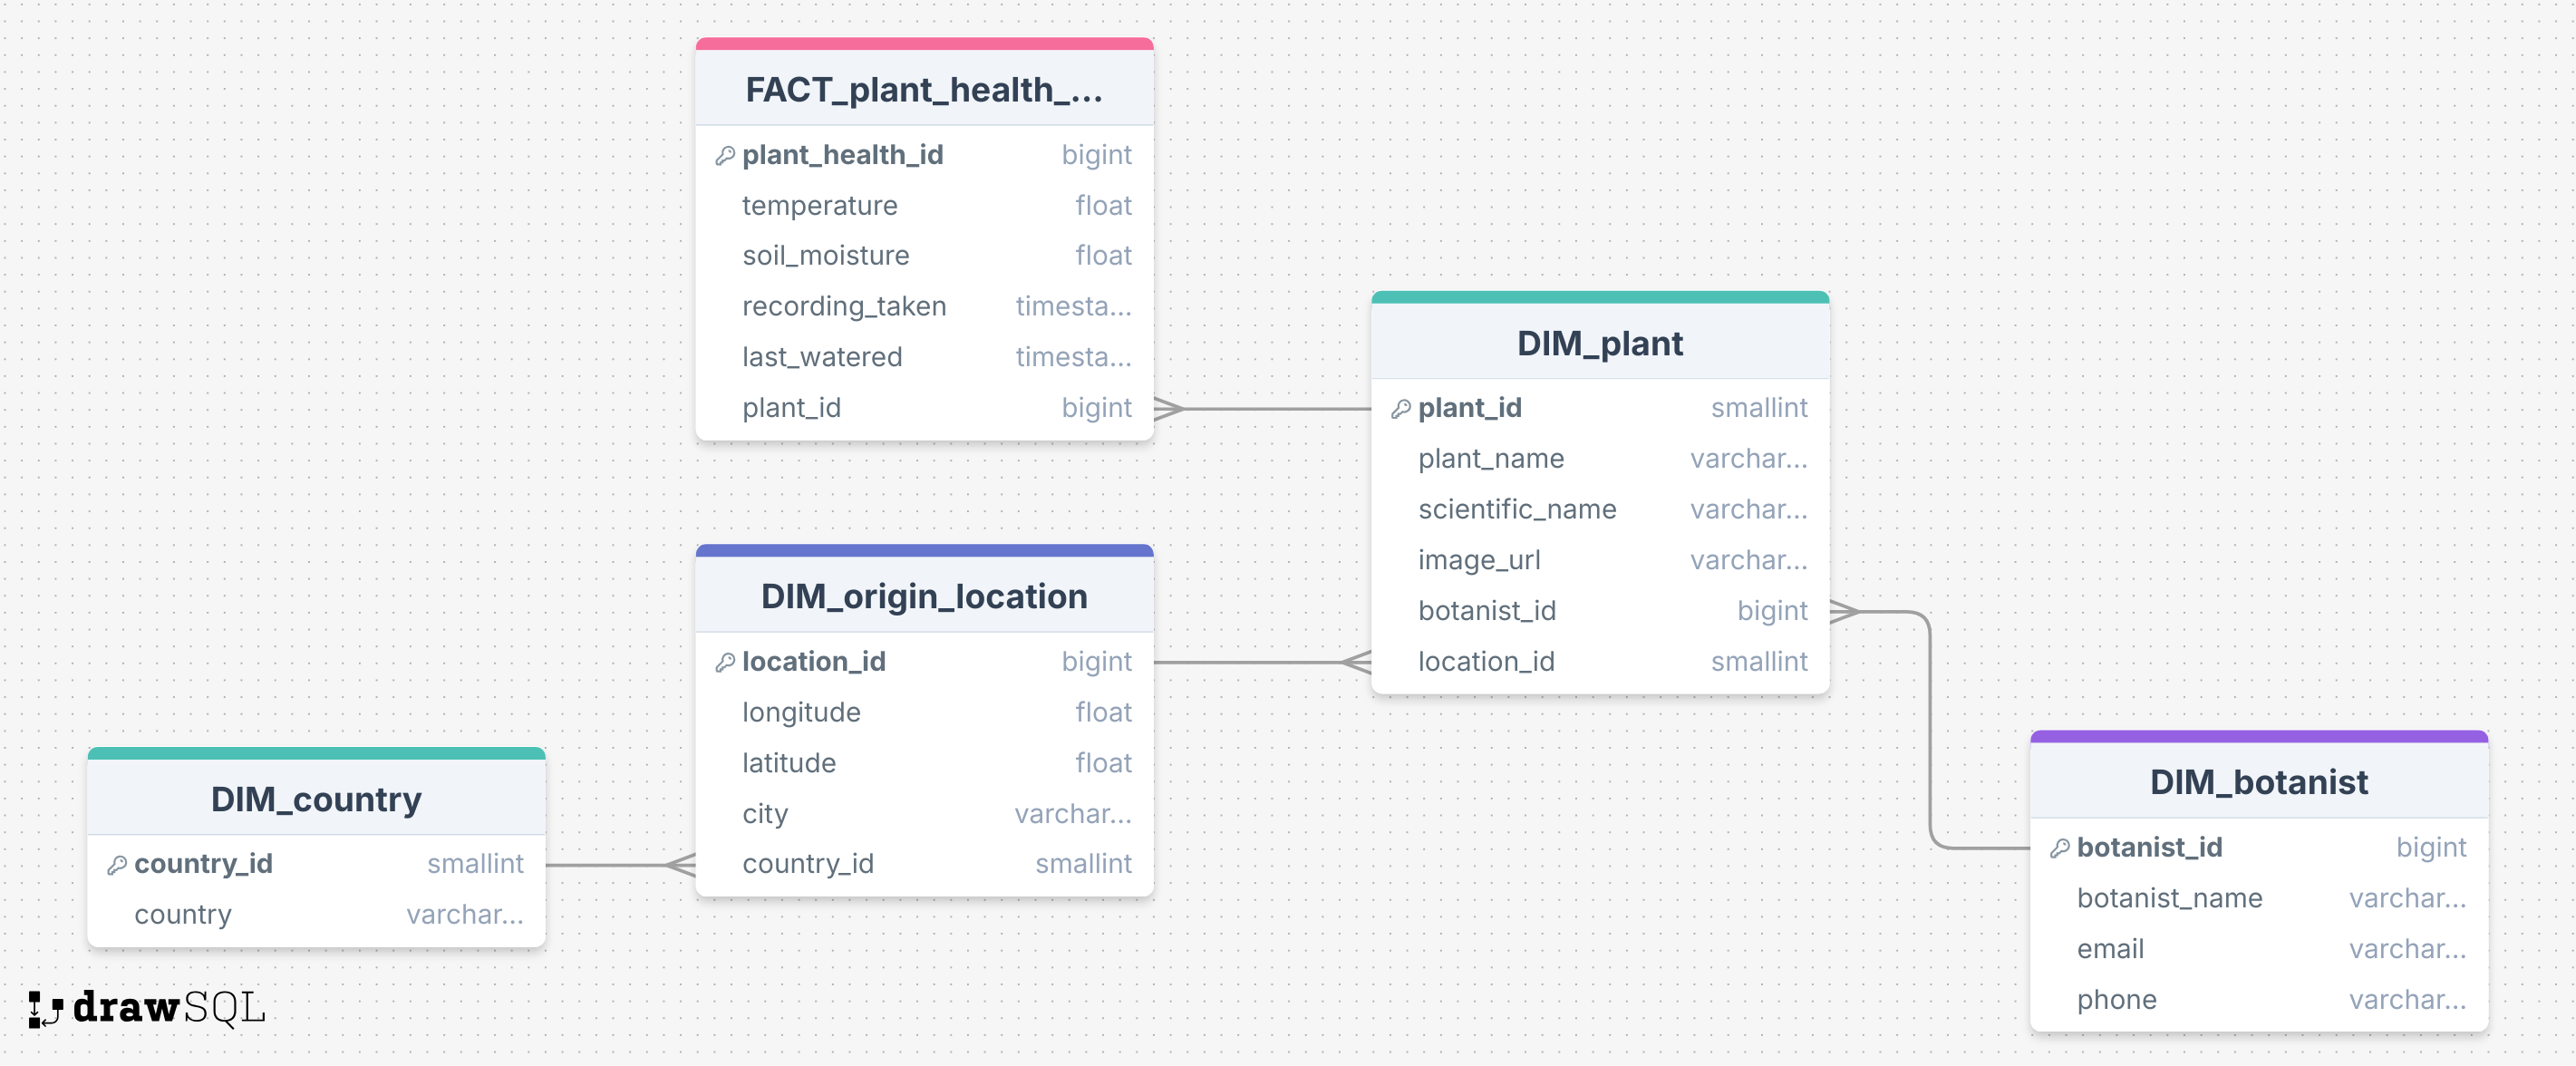 FACT_plant_health_...
plant_health_id bigint
temperature float
soil_moisture float
recording_taken timesta...
last_watered timesta...
plant_id bigint
DIM_plant
plant_id smallint
plant_name varchar...
scientific_name varchar...
image_url varchar...
botanist_id bigint
location_id smallint
DIM_origin_location
location_id bigint
longitude float
latitude float
city varchar...
country_id smallint
DIM_country
country_id smallint
country varchar...
DIM_botanist
botanist_id bigint
botanist_name varchar...
email varchar...
phone varchar...
drawSQL